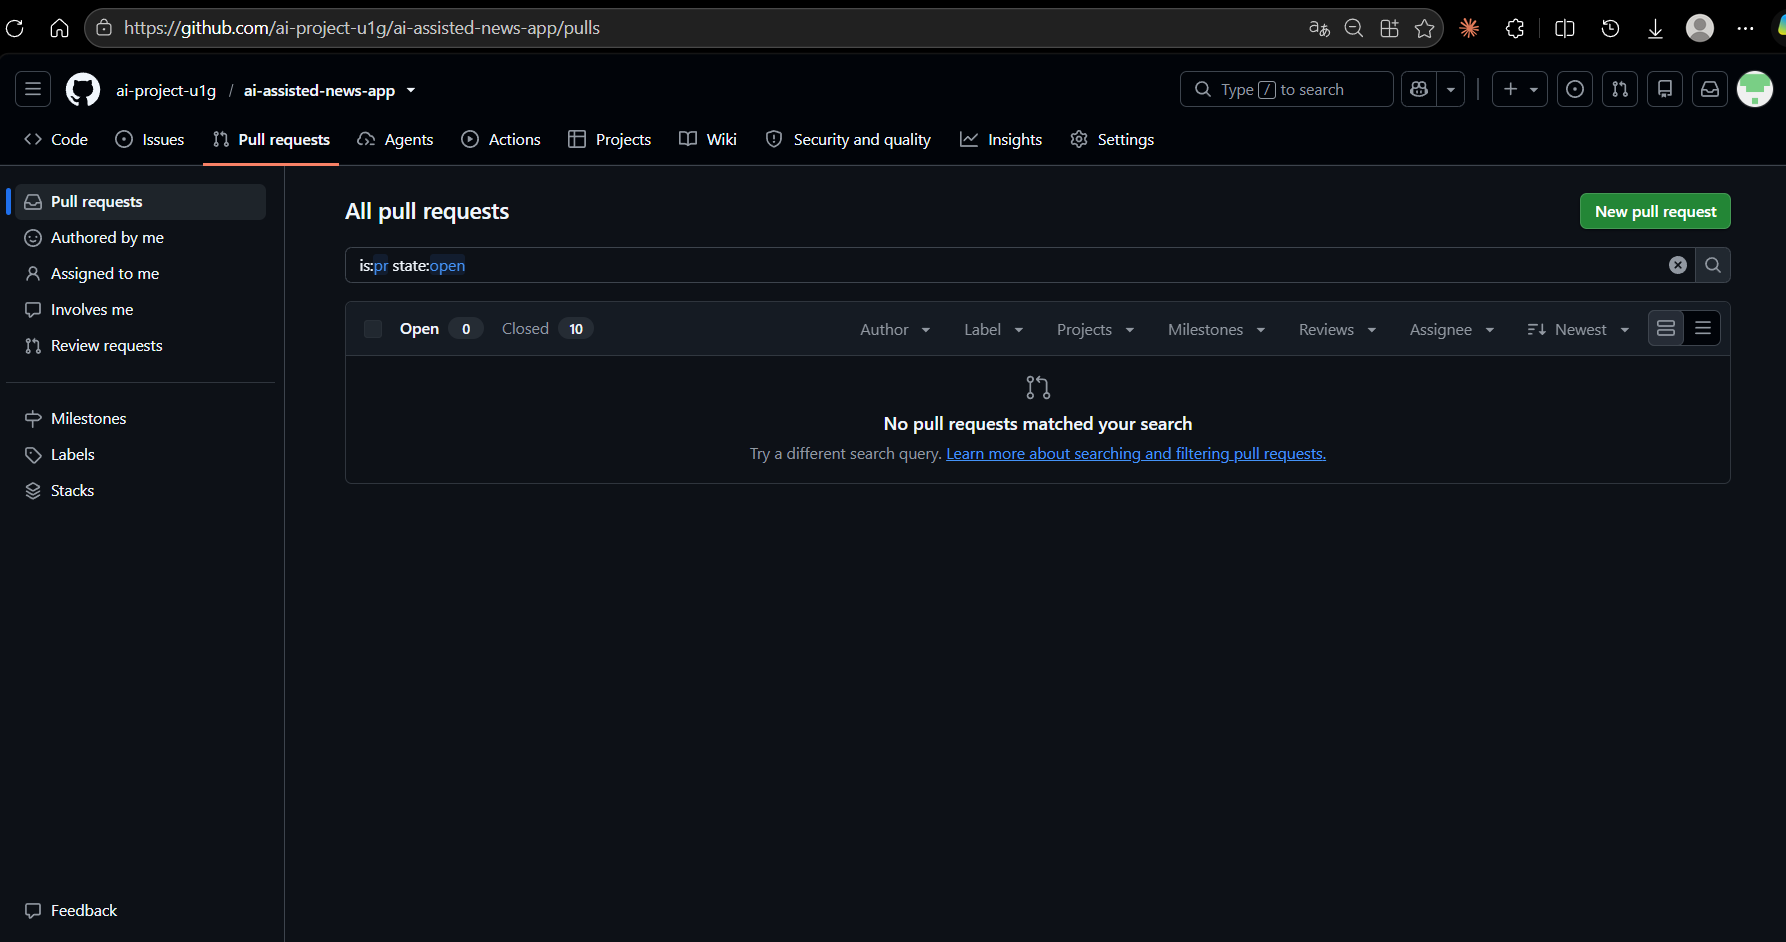 https://github.com/ai-project-u1g/ai-assisted-news-app/pulls
ai-project-u1g / ai-assisted-news-app
Type / to search
Code
Issues
Pull requests
Agents
Actions
Projects
Wiki
Security and quality
Insights
Settings
Pull requests
Authored by me
Assigned to me
Involves me
Review requests
Milestones
Labels
Stacks
Feedback
All pull requests
New pull request
is:pr state:open
Open 0
Closed 10
Author
Label
Projects
Milestones
Reviews
Assignee
Newest
No pull requests matched your search
Try a different search query. Learn more about searching and filtering pull requests.